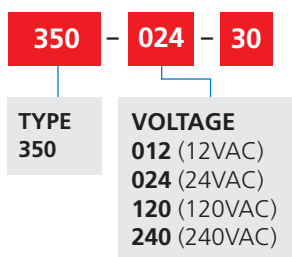 350 – 024 – 30
TYPE
350
VOLTAGE
012 (12VAC)
024 (24VAC)
120 (120VAC)
240 (240VAC)